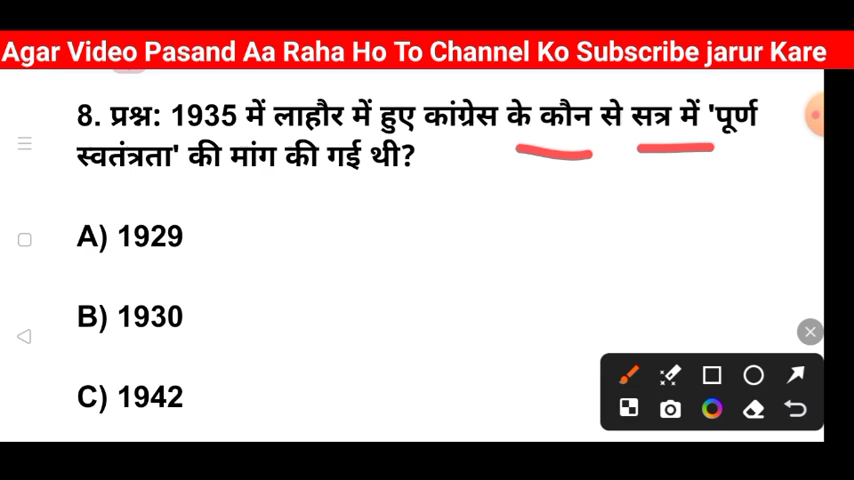 Agar Video Pasand Aa Raha Ho To Channel Ko Subscribe jarur Kare
8. प्रश्न: 1935 में लाहौर में हुए कांग्रेस के कौन से सत्र में 'पूर्ण
स्वतंत्रता' की मांग की गई थी?
A) 1929
B) 1930
C) 1942